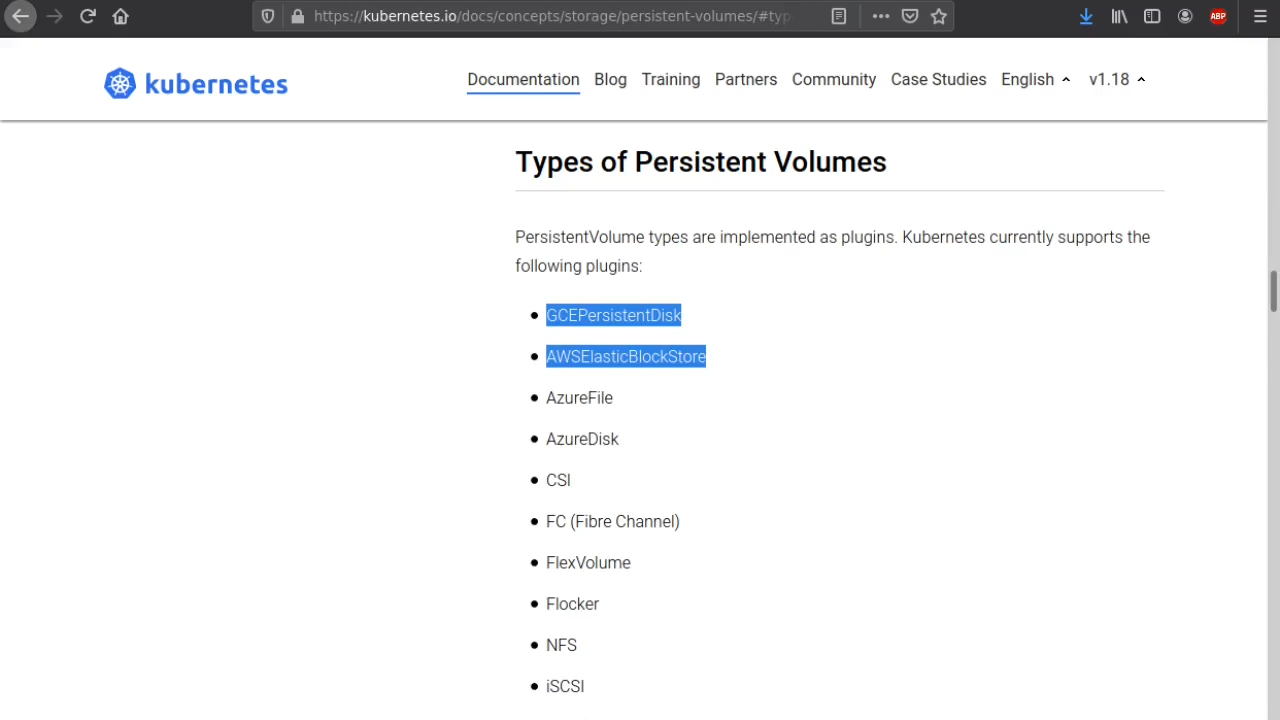 https://kubernetes.io/docs/concepts/storage/persistent-volumes/#typ
ABP
kubernetes
Documentation Blog Training Partners Community Case Studies English v1.18
Types of Persistent Volumes
PersistentVolume types are implemented as plugins. Kubernetes currently supports the
following plugins:
GCEPersistentDisk
AWSElasticBlockStore
AzureFile
AzureDisk
CSI
FC (Fibre Channel)
FlexVolume
Flocker
NFS
iSCSI